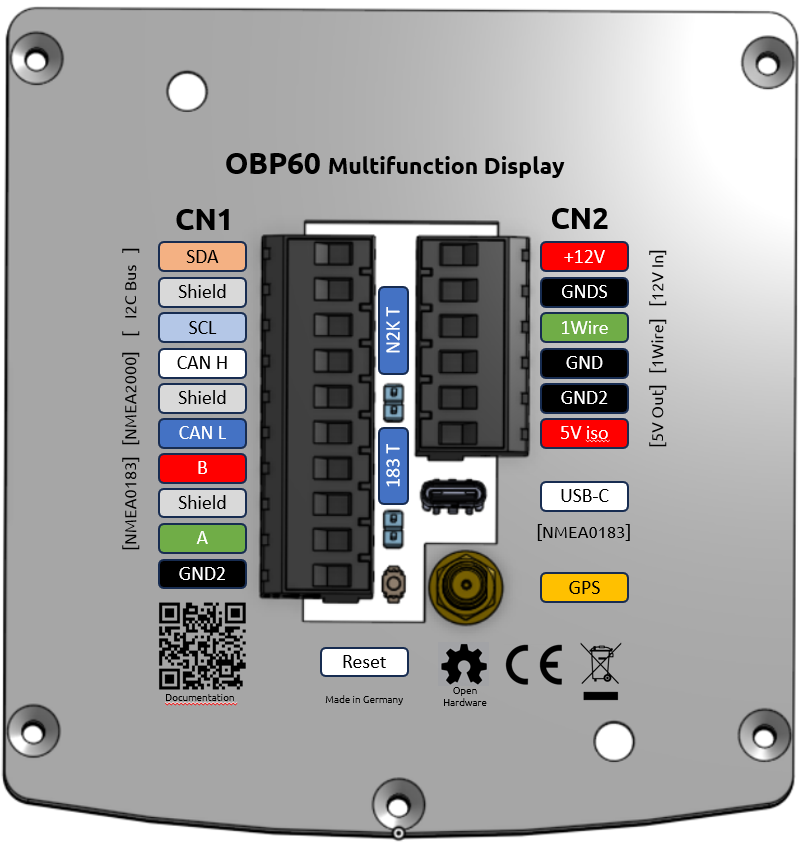 OBP60 Multifunction Display
CN1
SDA
Shield
SCL
CAN H
Shield
CAN L
B
Shield
A
GND2
[ I2C Bus ]
[NMEA2000]
[NMEA0183]
N2K T
183 T
CN2
+12V
GNDS
1Wire
GND
GND2
5V iso
[12V In]
[1Wire]
[5V Out]
USB-C
[NMEA0183]
GPS
Documentation
Reset
Made in Germany
Open
Hardware
CE